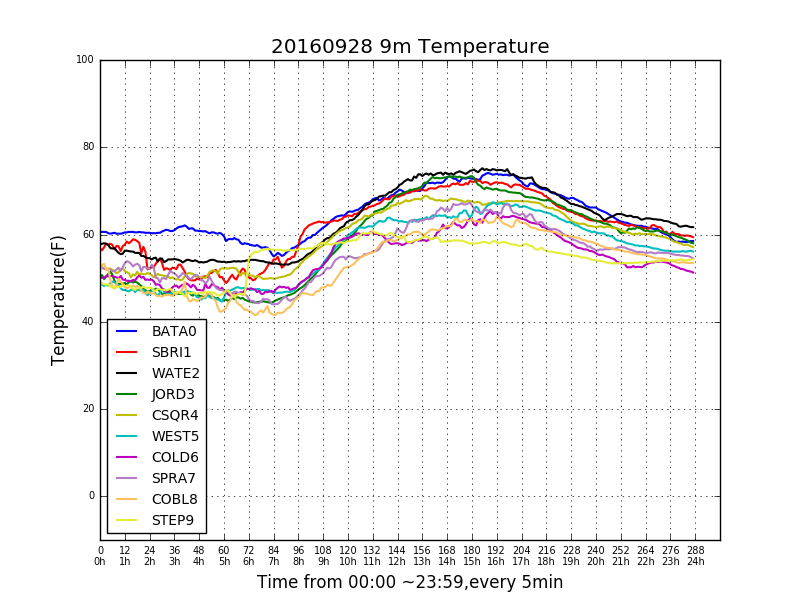 20160928 9m Temperature
100
80
60
40
20
0
Temperature(F)
BATA0
SBRI1
WATE2
JORD3
CSQR4
WEST5
COLD6
SPRA7
COBL8
STEP9
0 12 24 36 48 60 72 84 96 108 120 132 144 156 168 180 192 204 216 228 240 252 264 276 288
0h 1h 2h 3h 4h 5h 6h 7h 8h 9h 10h 11h 12h 13h 14h 15h 16h 17h 18h 19h 20h 21h 22h 23h 24h
Time from 00:00 ~23:59,every 5min